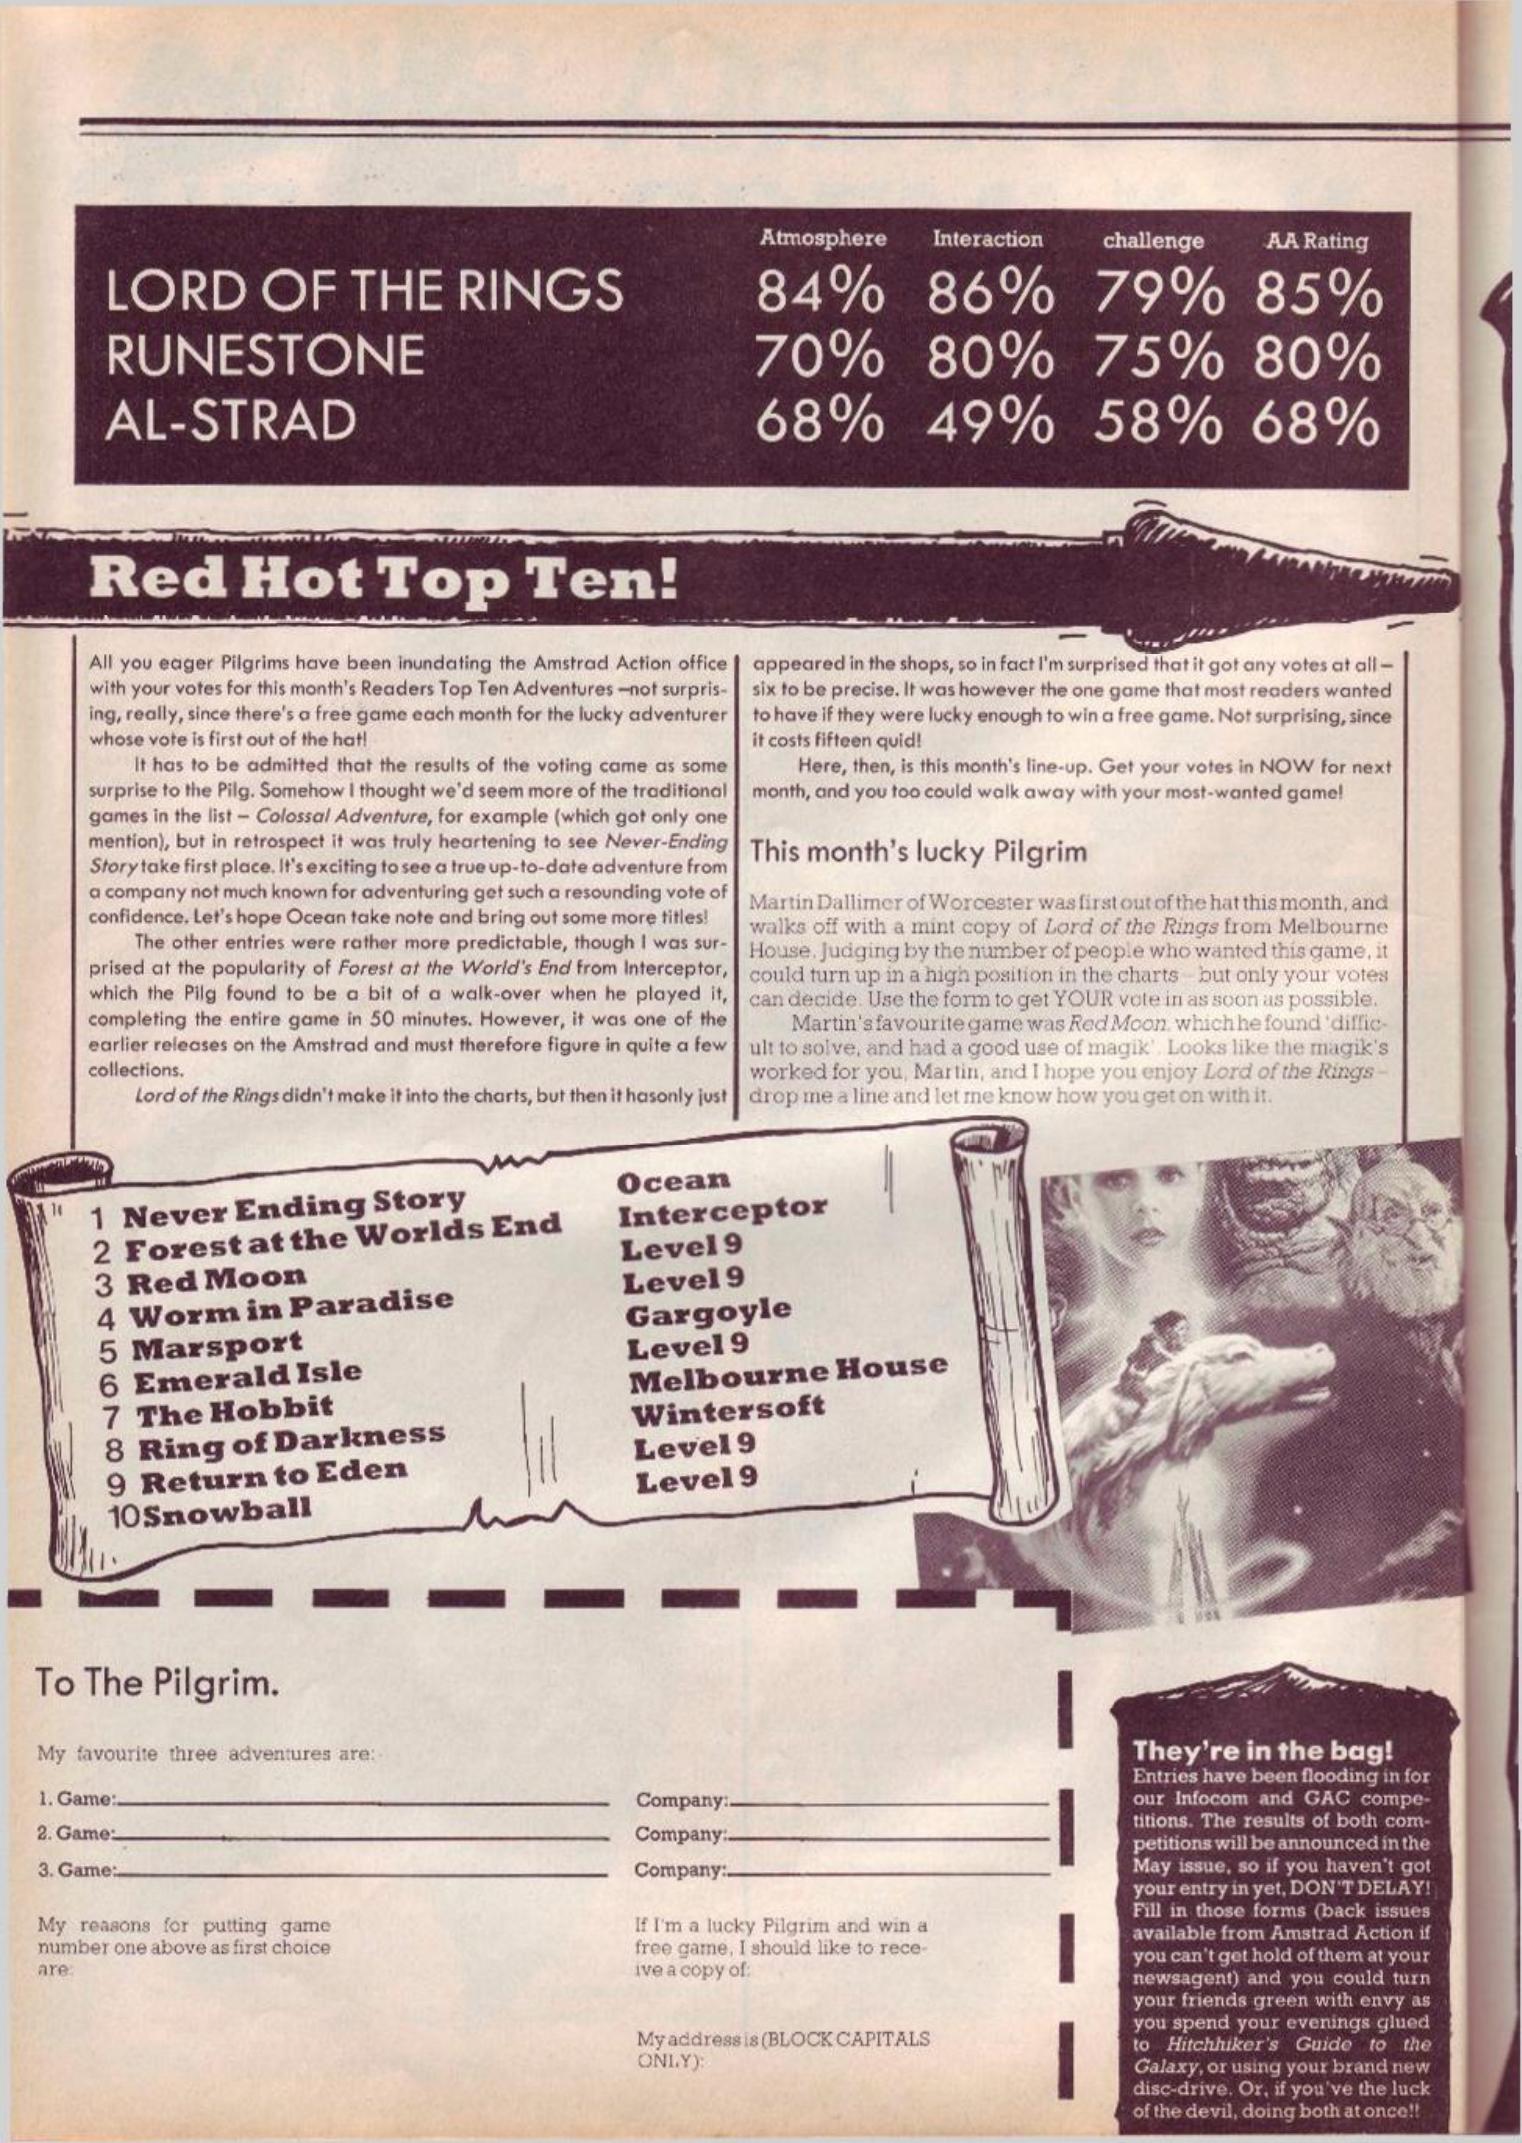 Atmosphere Interaction challenge AA Rating
LORD OF THE RINGS 84% 86% 79% 85%
RUNESTONE 70% 80% 75% 80%
AL-STRAD 68% 49% 58% 68%
Red Hot Top Ten!
All you eager Pilgrims have been inundating the Amstrad Action office
with your votes for this month's Readers Top Ten Adventures —not surpris-
ing, really, since there's a free game each month for the lucky adventurer
whose vote is first out of the hat!
It has to be admitted that the results of the voting came as some
surprise to the Pilg. Somehow I thought we'd seem more of the traditional
games in the list – Colossal Adventure, for example (which got only one
mention), but in retrospect it was truly heartening to see Never-Ending
Story take first place. It's exciting to see a true up-to-date adventure from
a company not much known for adventuring get such a resounding vote of
confidence. Let's hope Ocean take note and bring out some more titles!
The other entries were rather more predictable, though I was sur-
prised at the popularity of Forest at the World's End from Interceptor,
which the Pilg found to be a bit of a walk-over when he played it,
completing the entire game in 50 minutes. However, it was one of the
earlier releases on the Amstrad and must therefore figure in quite a few
collections.
Lord of the Rings didn't make it into the charts, but then it hasonly just
appeared in the shops, so in fact I'm surprised that it got any votes at all –
six to be precise. It was however the one game that most readers wanted
to have if they were lucky enough to win a free game. Not surprising, since
it costs fifteen quid!
Here, then, is this month's line-up. Get your votes in NOW for next
month, and you too could walk away with your most-wanted game!
This month's lucky Pilgrim
Martin Dallimer of Worcester was first out of the hat this month, and
walks off with a mint copy of Lord of the Rings from Melbourne
House. Judging by the number of people who wanted this game, it
could turn up in a high position in the charts – but only your votes
can decide. Use the form to get YOUR vote in as soon as possible.
Martin's favourite game was Red Moon, which he found 'diffic-
ult to solve, and had a good use of magik'. Looks like the magik's
worked for you, Martin, and I hope you enjoy Lord of the Rings –
drop me a line and let me know how you get on with it.
1 Never Ending Story Ocean
2 Forest at the Worlds End Interceptor
3 Red Moon Level 9
4 Worm in Paradise Level 9
5 Marsport Gargoyle
6 Emerald Isle Level 9
7 The Hobbit Melbourne House
8 Ring of Darkness Wintersoft
9 Return to Eden Level 9
10 Snowball Level 9
To The Pilgrim.
My favourite three adventures are:
1. Game: Company:
2. Game: Company:
3. Game: Company:
My reasons for putting game
number one above as first choice
are:
If I'm a lucky Pilgrim and win a
free game, I should like to rece-
ive a copy of:
My address is (BLOCK CAPITALS
ONLY):
They're in the bag!
Entries have been flooding in for
our Infocom and GAC compe-
titions. The results of both com-
petitions will be announced in the
May issue, so if you haven't got
your entry in yet, DON'T DELAY!
Fill in those forms (back issues
available from Amstrad Action if
you can't get hold of them at your
newsagent) and you could turn
your friends green with envy as
you spend your evenings glued
to Hitchhiker's Guide to the
Galaxy, or using your brand new
disc-drive. Or, if you've the luck
of the devil, doing both at once!!